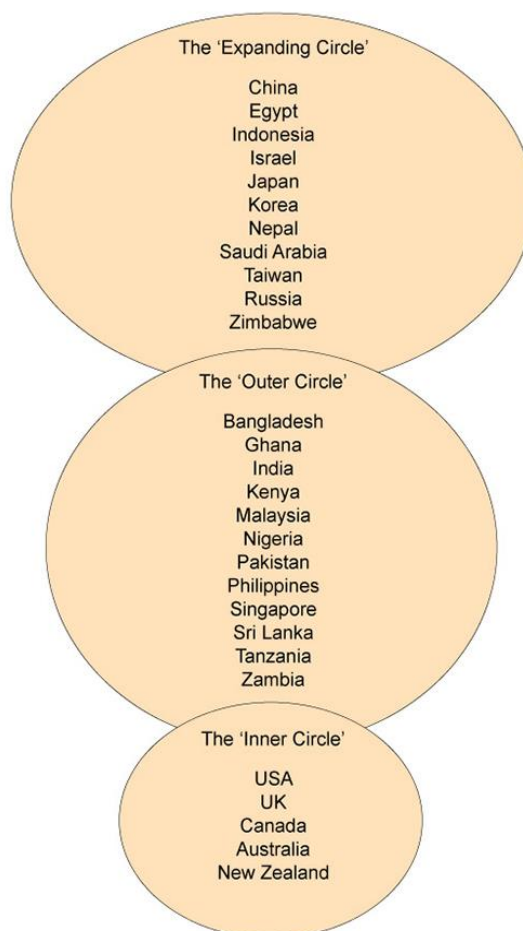 The ‘Expanding Circle’
China
Egypt
Indonesia
Israel
Japan
Korea
Nepal
Saudi Arabia
Taiwan
Russia
Zimbabwe
The ‘Outer Circle’
Bangladesh
Ghana
India
Kenya
Malaysia
Nigeria
Pakistan
Philippines
Singapore
Sri Lanka
Tanzania
Zambia
The ‘Inner Circle’
USA
UK
Canada
Australia
New Zealand